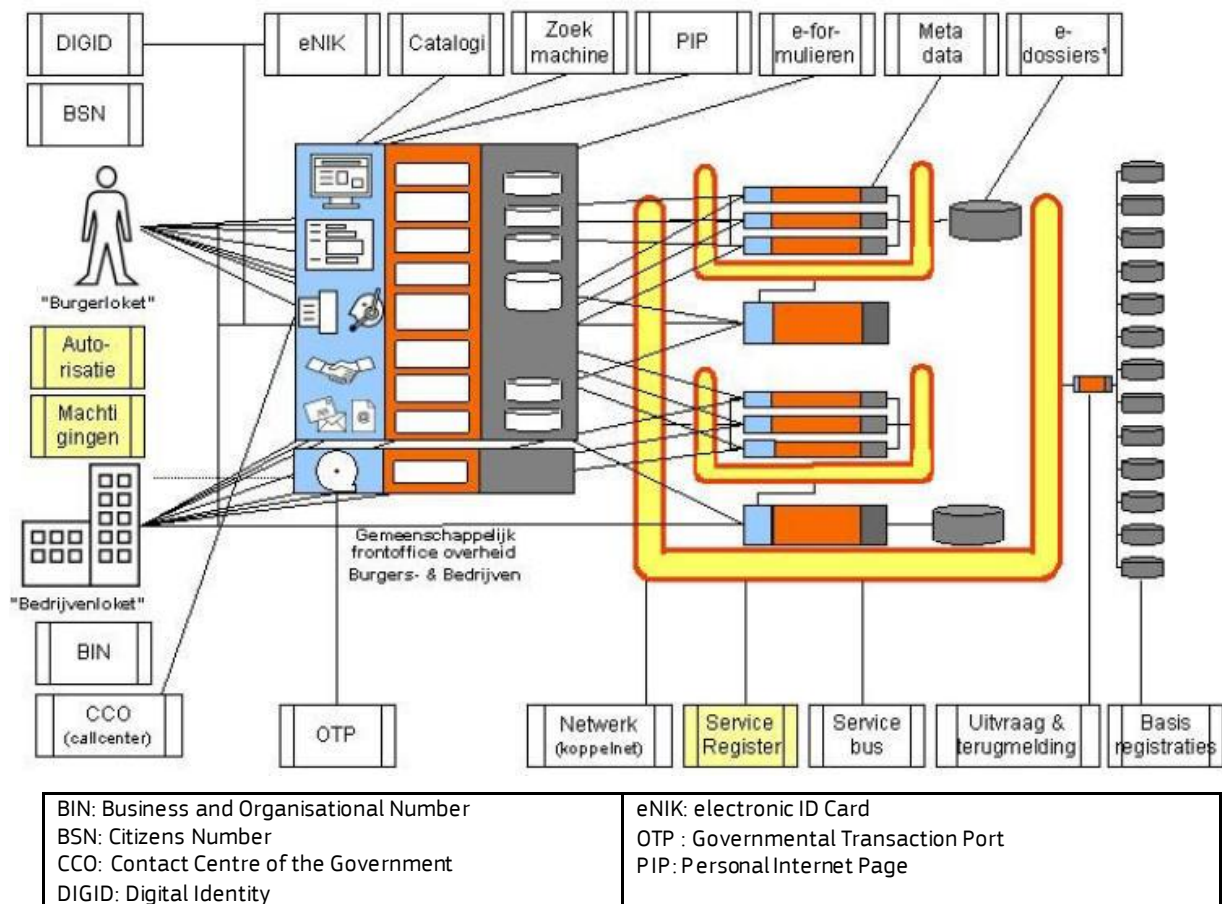 DIGID
eNIK
Catalogi
Zoek
machine
PIP
e-for-
mulieren
Meta
data
e-
dossiers¹
BSN
"Burgerloket"
Auto-
risatie
Machti
gingen
"Bedrijvenloket"
Gemeenschappelijk
frontoffice overheid
Burgers- & Bedrijven
BIN
CCO
(callcenter)
OTP
Netwerk
(koppelnet)
Service
Register
Service
bus
Uitvraag &
terugmelding
Basis
registraties
BIN: Business and Organisational Number
BSN: Citizens Number
CCO: Contact Centre of the Government
DIGID: Digital Identity
eNIK: electronic ID Card
OTP : Governmental Transaction Port
PIP: Personal Internet Page